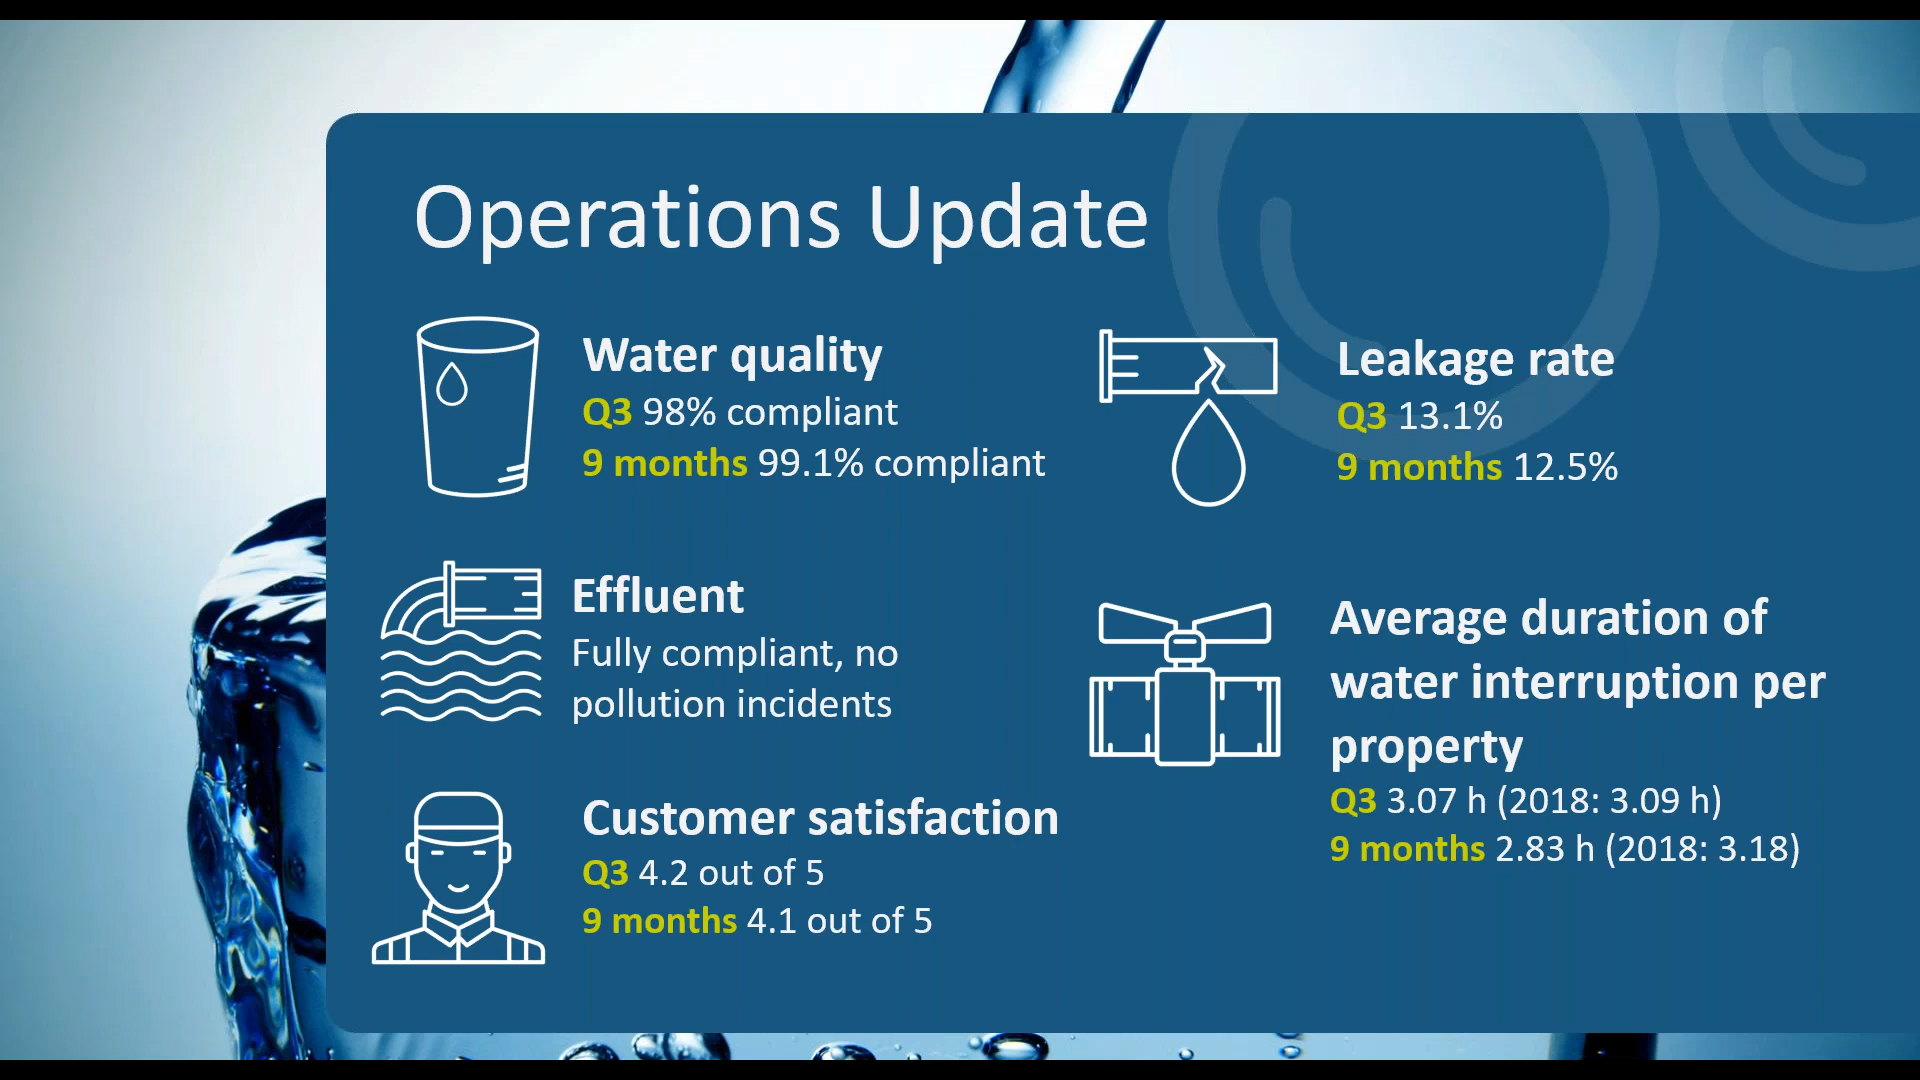 Operations Update
Water quality
Q3 98% compliant
9 months 99.1% compliant
Effluent
Fully compliant, no
pollution incidents
Customer satisfaction
Q3 4.2 out of 5
9 months 4.1 out of 5
Leakage rate
Q3 13.1%
9 months 12.5%
Average duration of
water interruption per
property
Q3 3.07 h (2018: 3.09 h)
9 months 2.83 h (2018: 3.18)